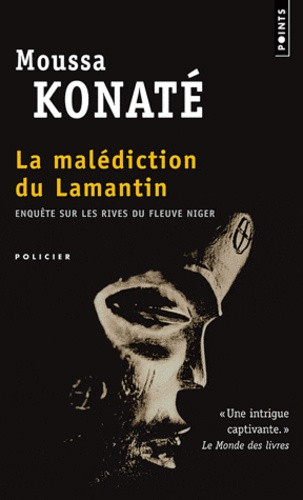 POINTS
Moussa
KONATÉ
La malédiction
du Lamantin
ENQUÊTE SUR LES RIVES DU FLEUVE NIGER
POLICIER
« Une intrigue
captivante. »
Le Monde des livres